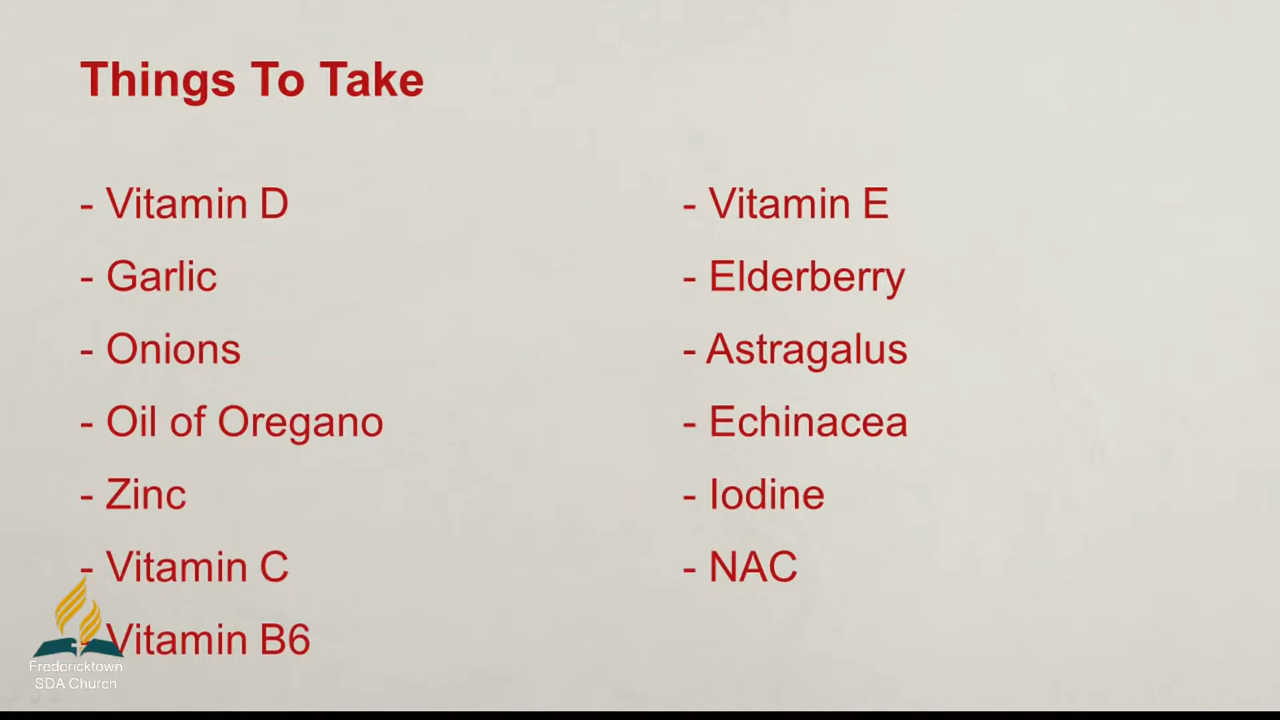 Things To Take
- Vitamin D
- Garlic
- Onions
- Oil of Oregano
- Zinc
- Vitamin C
- Vitamin B6
- Vitamin E
- Elderberry
- Astragalus
- Echinacea
- Iodine
- NAC
Fredericktown
SDA Church